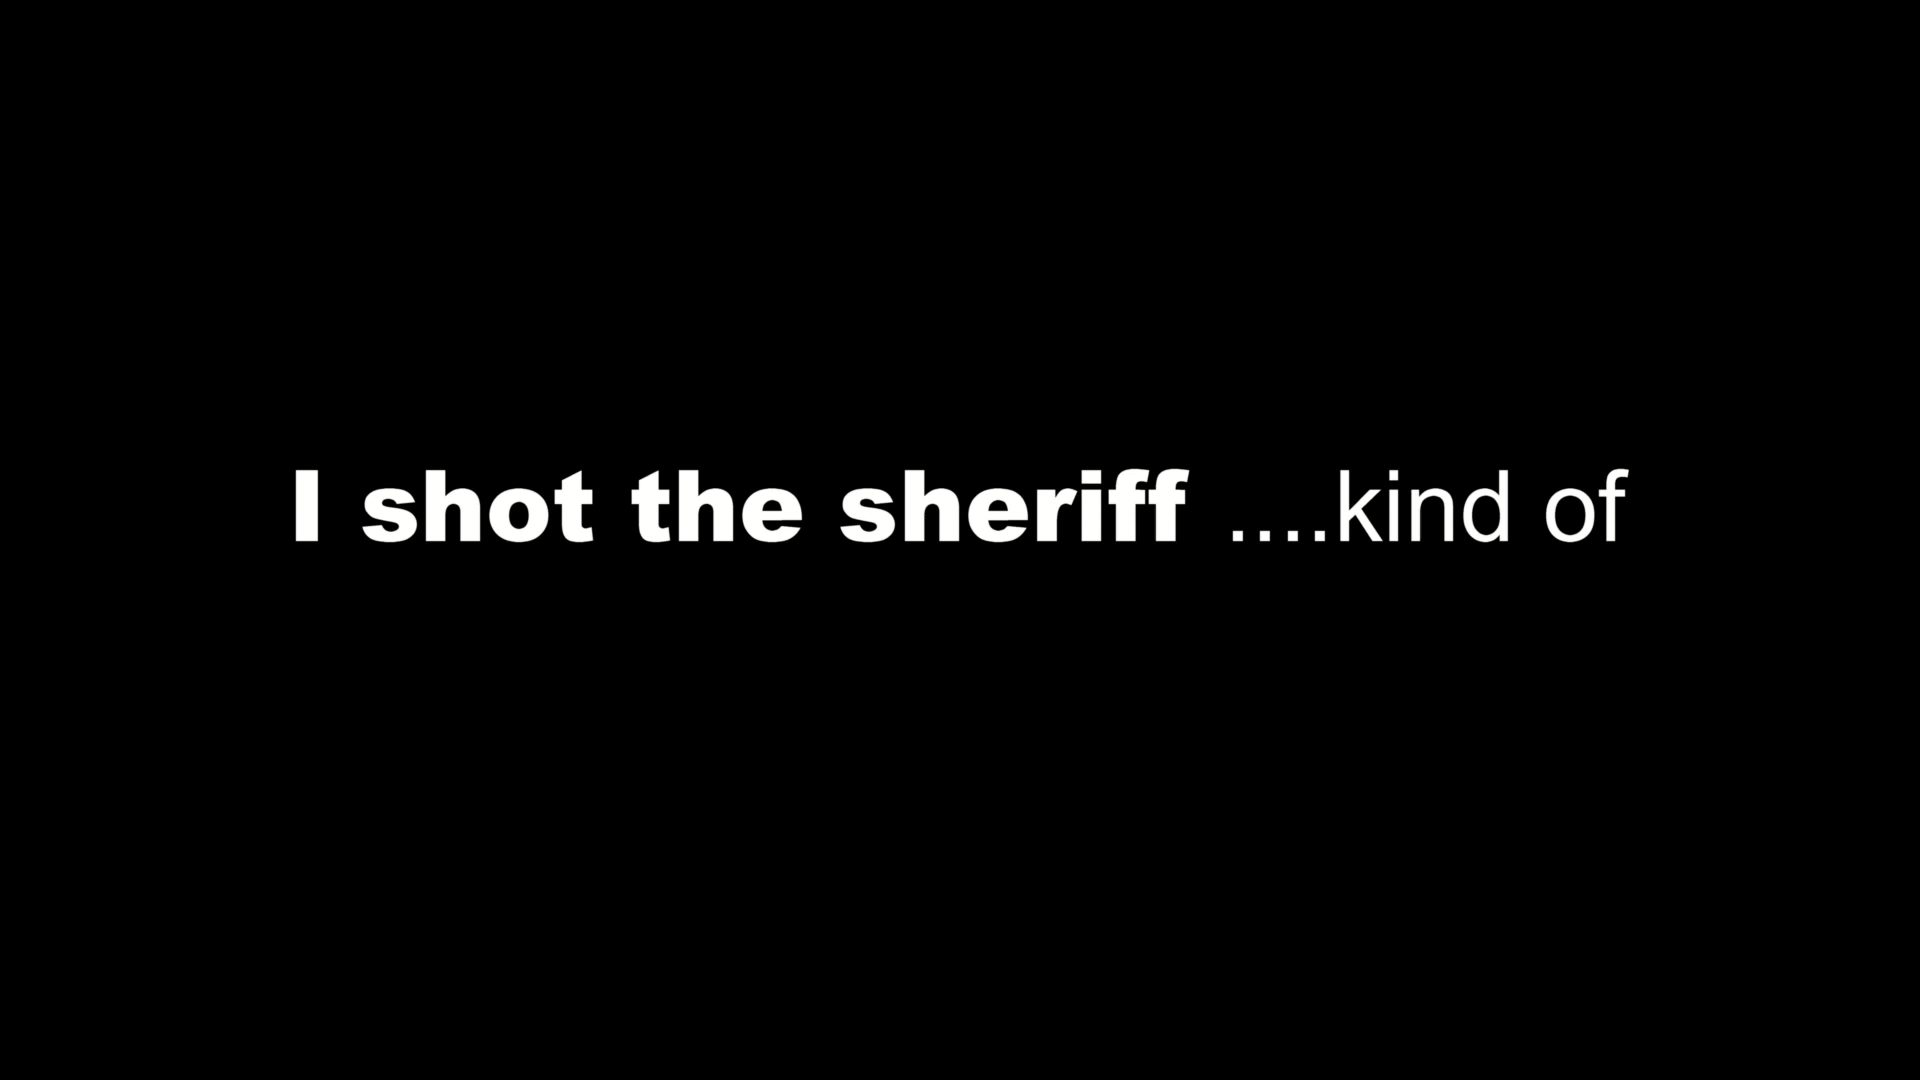 I shot the sheriff ....kind of